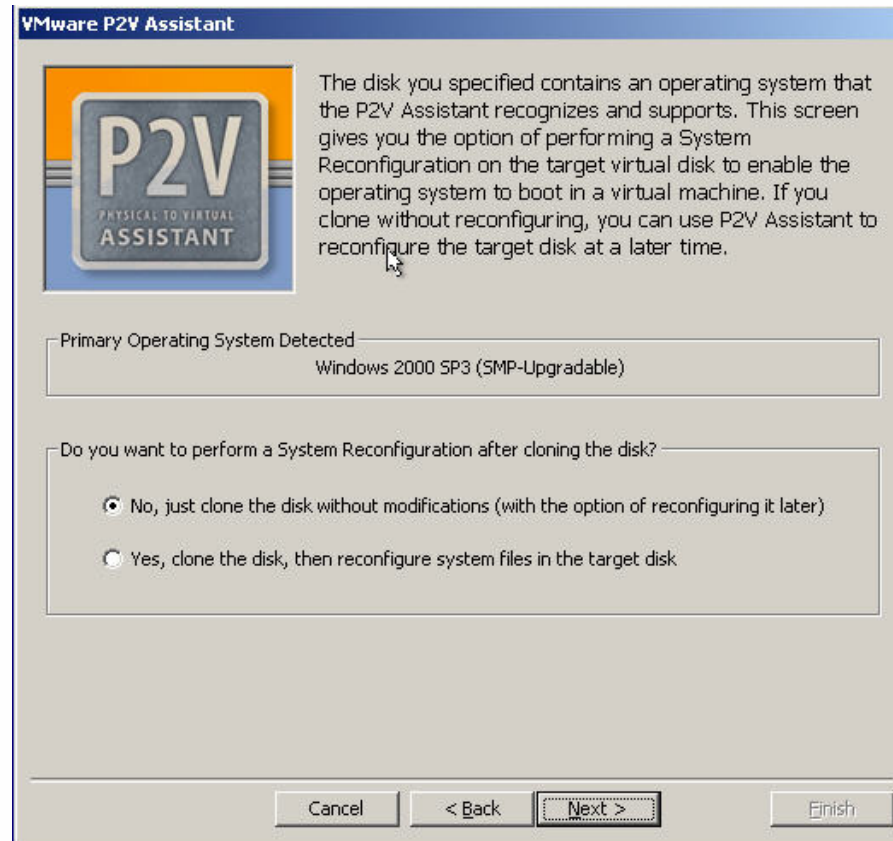 VMware P2V Assistant
P2V
PHYSICAL TO VIRTUAL
ASSISTANT
The disk you specified contains an operating system that
the P2V Assistant recognizes and supports. This screen
gives you the option of performing a System
Reconfiguration on the target virtual disk to enable the
operating system to boot in a virtual machine. If you
clone without reconfiguring, you can use P2V Assistant to
reconfigure the target disk at a later time.
Primary Operating System Detected
Windows 2000 SP3 (SMP-Upgradable)
Do you want to perform a System Reconfiguration after cloning the disk?
No, just clone the disk without modifications (with the option of reconfiguring it later)
Yes, clone the disk, then reconfigure system files in the target disk
Cancel
< Back
Next >
Finish